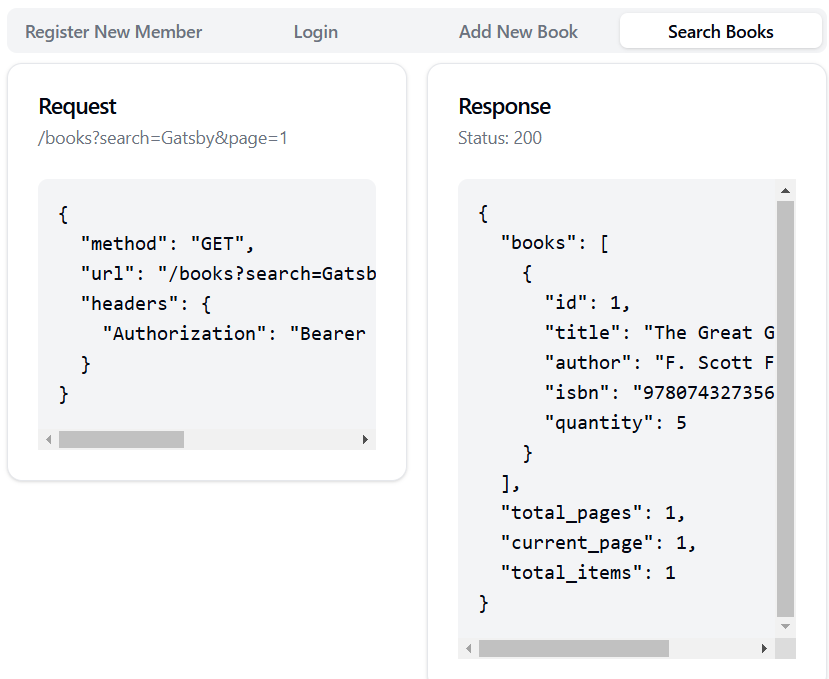 Register New Member Login Add New Book Search Books
Request
/books?search=Gatsby&page=1
{
  "method": "GET",
  "url": "/books?search=Gatsb
  "headers": {
    "Authorization": "Bearer
  }
}
Response
Status: 200
{
  "books": [
    {
      "id": 1,
      "title": "The Great G
      "author": "F. Scott F
      "isbn": "978074327356
      "quantity": 5
    }
  ],
  "total_pages": 1,
  "current_page": 1,
  "total_items": 1
}